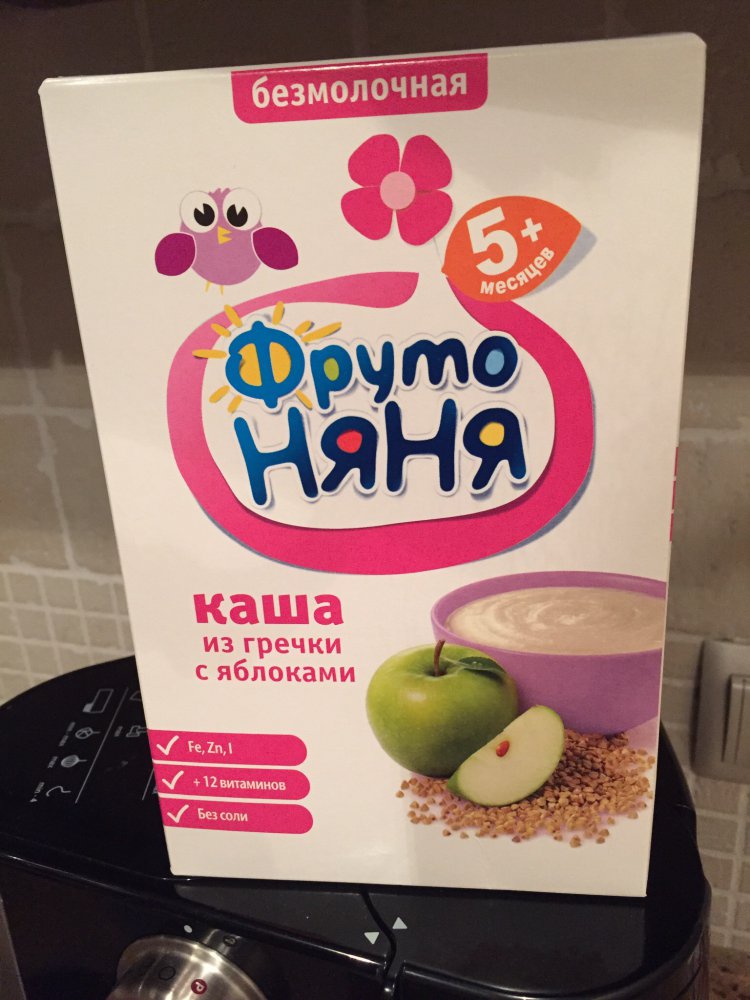 безмолочная
5+
месяцев
Фруто
НЯНЯ
каша
из гречки
с яблоками
Fe, Zn, I
+ 12 витаминов
Без соли